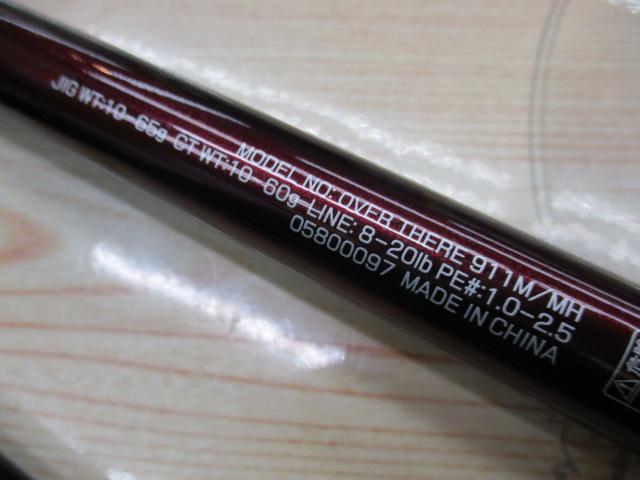 MODEL NO: OVER THERE 911M/MH
JIG WT:10-65g CT WT:10-60g LINE: 8-20lb PE#:1.0-2.5
05800097 MADE IN CHINA